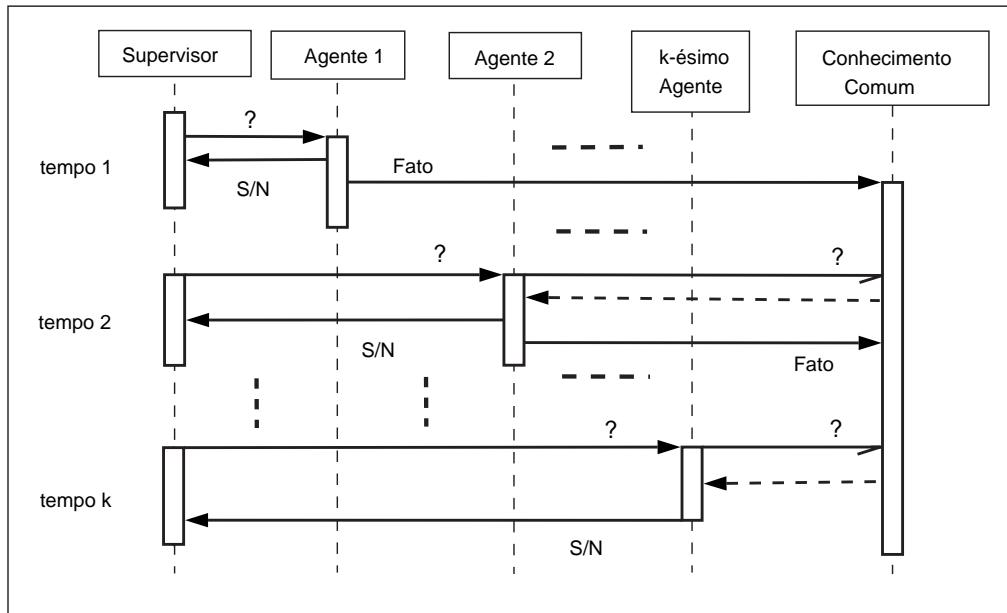 Supervisor
Agente 1
Agente 2
k-ésimo
Agente
Conhecimento
Comum
?
tempo 1
S/N
Fato
?
?
tempo 2
S/N
Fato
?
?
tempo k
S/N